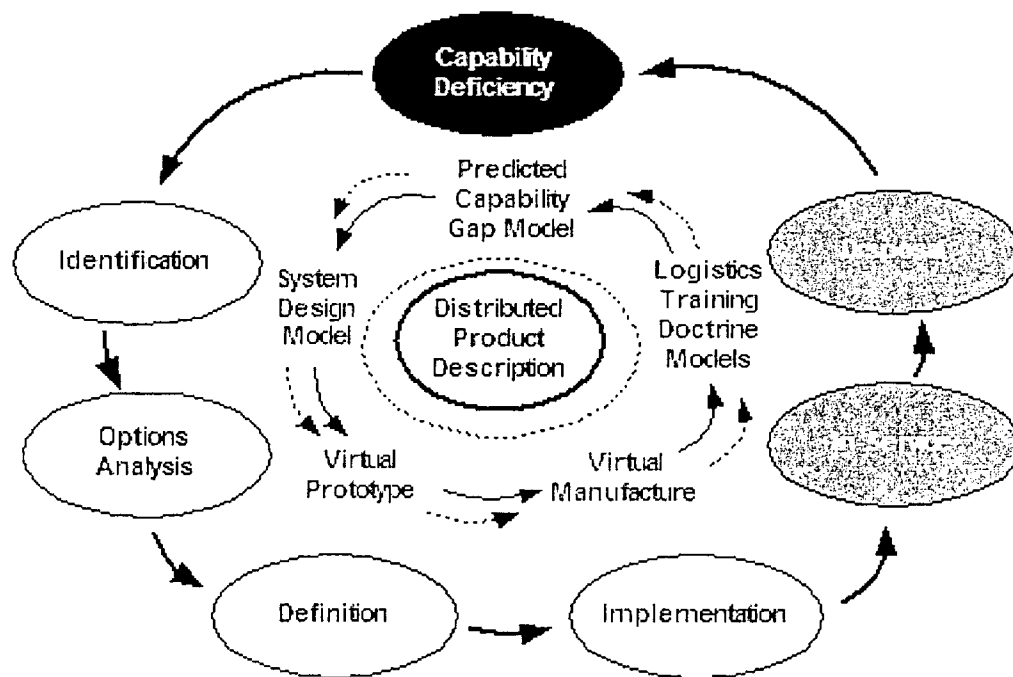 Capability
Deficiency
Predicted
Capability
Gap Model
Identification
System
Design
Model
Distributed
Product
Description
Logistics
Training
Doctrine
Models
Options
Analysis
Virtual
Prototype
Virtual
Manufacture
Definition
Implementation